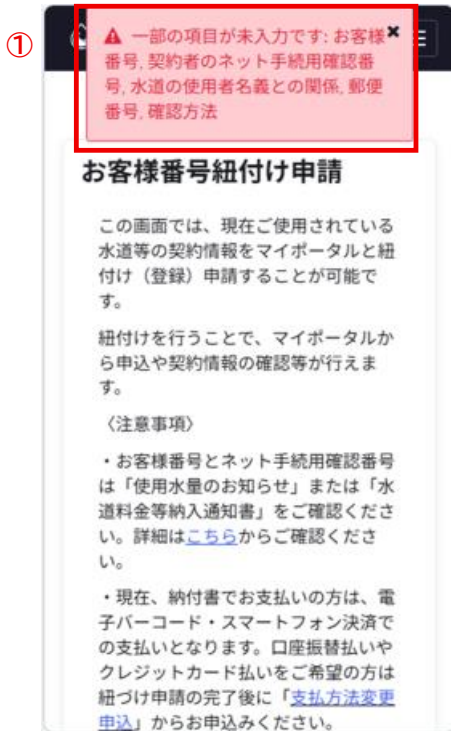 ①
一部の項目が未入力です: お客様
番号, 契約者のネット手続用確認番
号, 水道の使用者名義との関係, 郵便
番号, 確認方法
お客様番号紐付け申請
この画面では、現在ご使用されている
水道等の契約情報をマイポータルと紐
付け（登録）申請することが可能で
す。
紐付けを行うことで、マイポータルか
ら申込や契約情報の確認等が行えま
す。
〈注意事項〉
・お客様番号とネット手続用確認番号
は「使用水量のお知らせ」または「水
道料金等納入通知書」をご確認くださ
い。詳細はこちらからご確認くださ
い。
・現在、納付書でお支払いの方は、電
子バーコード・スマートフォン決済で
の支払いとなります。口座振替払いや
クレジットカード払いをご希望の方は
紐づけ申請の完了後に「支払方法変更
申込」からお申込みください。